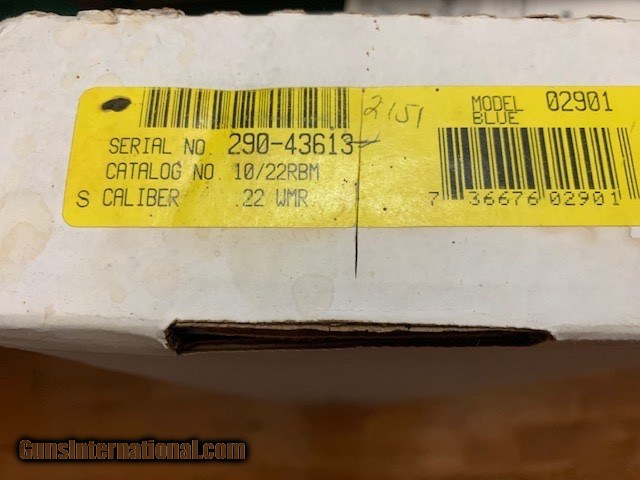 2151
MODEL 02901
BLUE
SERIAL NO. 290-43613
CATALOG NO. 10/22RBM
S CALIBER .22 WMR
7 36676 02901
GunsInternational.com